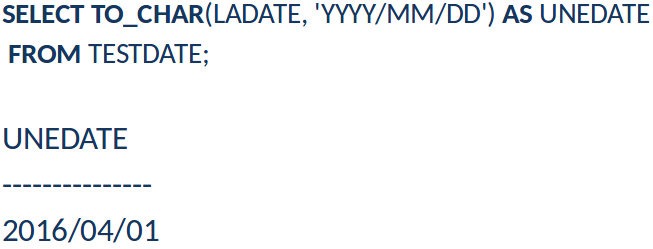 SELECT TO_CHAR(LADATE, 'YYYY/MM/DD') AS UNEDATE
FROM TESTDATE;
UNEDATE
---------------
2016/04/01